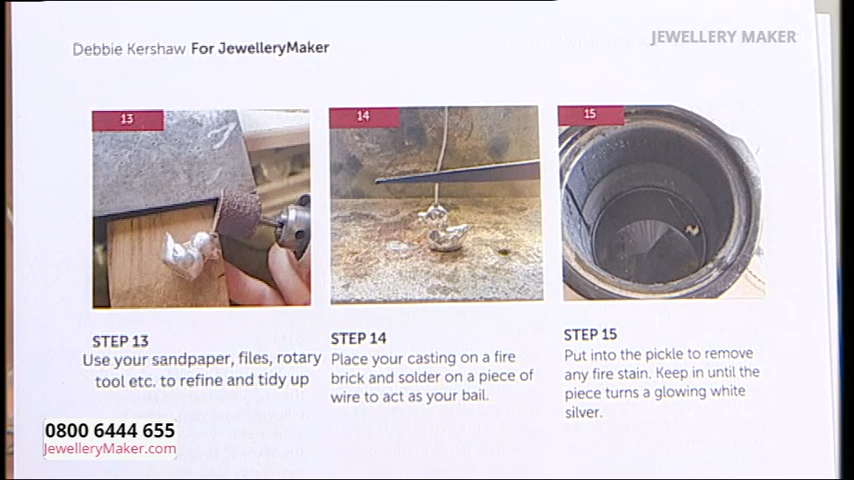 Debbie Kershaw For JewelleryMaker
JEWELLERY MAKER
13
14
15
STEP 13
Use your sandpaper, files, rotary
tool etc. to refine and tidy up
STEP 14
Place your casting on a fire
brick and solder on a piece of
wire to act as your bail.
STEP 15
Put into the pickle to remove
any fire stain. Keep in until the
piece turns a glowing white
silver.
0800 6444 655
JewelleryMaker.com